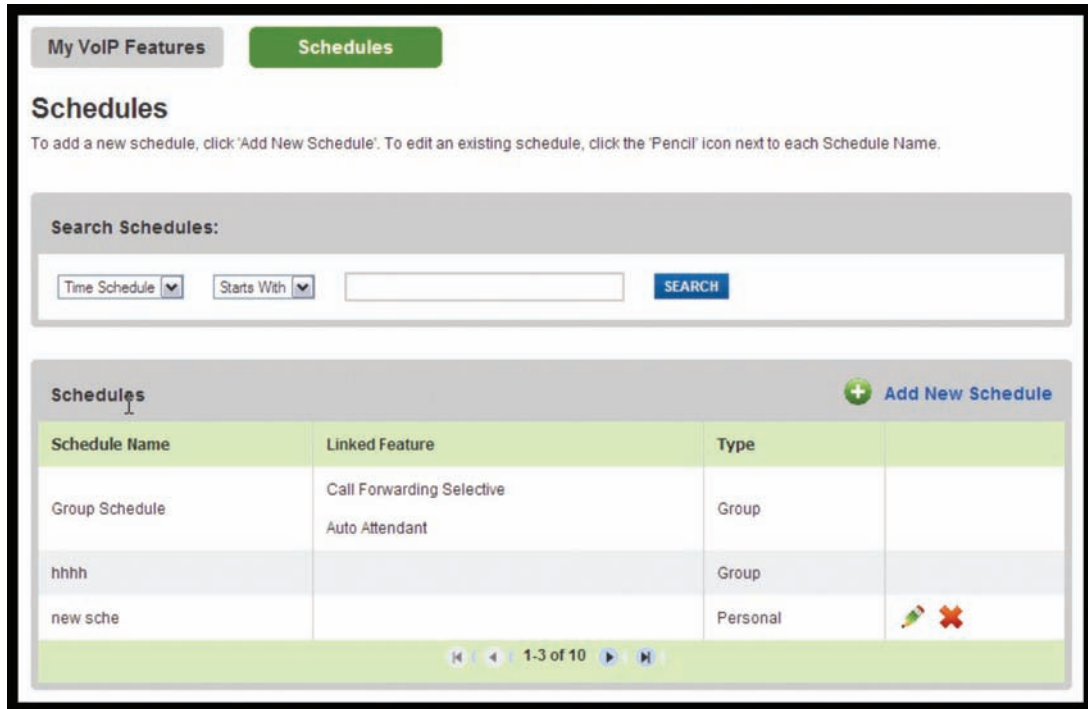 My VoIP Features
Schedules
Schedules
To add a new schedule, click 'Add New Schedule'. To edit an existing schedule, click the 'Pencil' icon next to each Schedule Name.
Search Schedules:
Time Schedule Starts With SEARCH
Schedules Add New Schedule
Schedule Name Linked Feature Type
Group Schedule Call Forwarding Selective Group
Auto Attendant
hhhh Group
new sche Personal
1-3 of 10